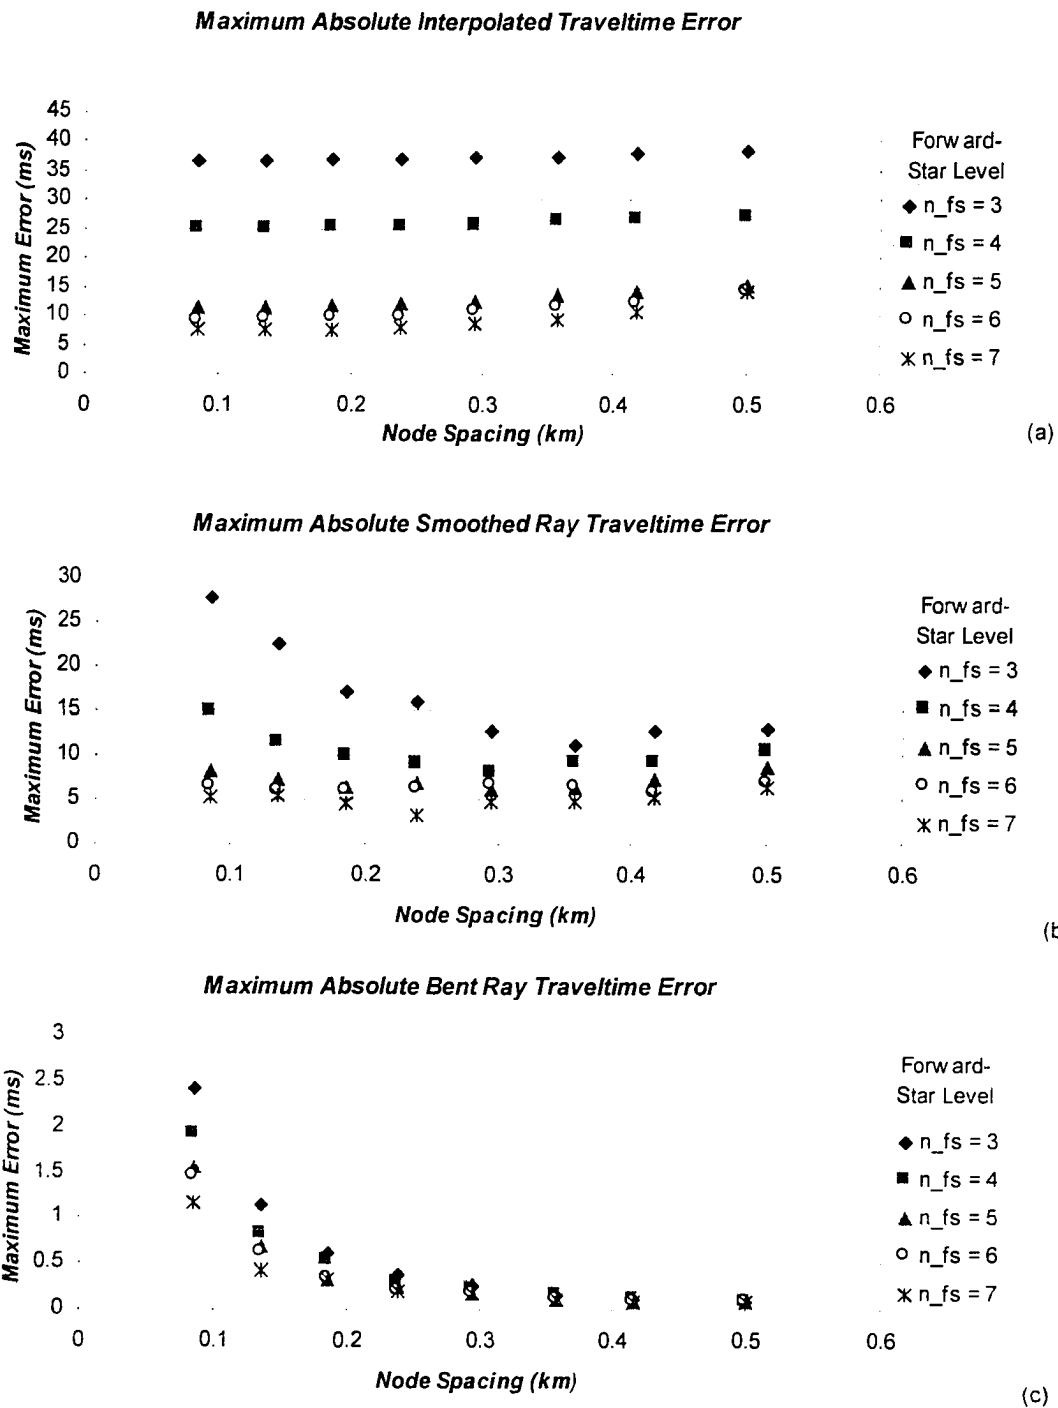 Maximum Absolute Interpolated Traveltime Error
Maximum Error (ms)
45
40
35
30
25
20
15
10
5
0
0 0.1 0.2 0.3 0.4 0.5 0.6
Node Spacing (km)
Forward-
Star Level
n_fs = 3
n_fs = 4
n_fs = 5
n_fs = 6
n_fs = 7
(a)
Maximum Absolute Smoothed Ray Traveltime Error
Maximum Error (ms)
30
25
20
15
10
5
0
0 0.1 0.2 0.3 0.4 0.5 0.6
Node Spacing (km)
Forward-
Star Level
n_fs = 3
n_fs = 4
n_fs = 5
n_fs = 6
n_fs = 7
(b
Maximum Absolute Bent Ray Traveltime Error
Maximum Error (ms)
3
2.5
2
1.5
1
0.5
0
0 0.1 0.2 0.3 0.4 0.5 0.6
Node Spacing (km)
Forward-
Star Level
n_fs = 3
n_fs = 4
n_fs = 5
n_fs = 6
n_fs = 7
(c)